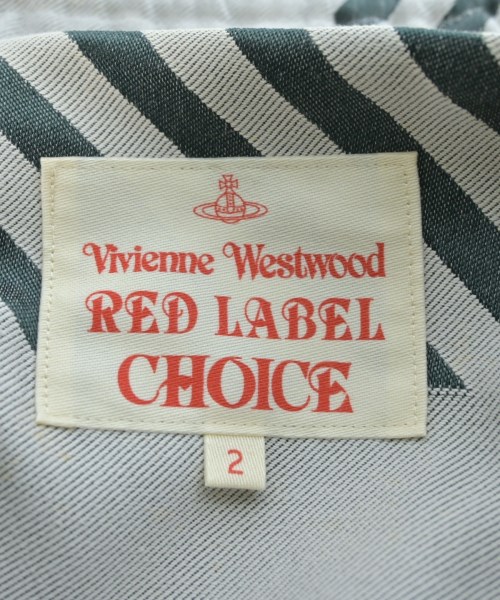 Vivienne Westwood
RED LABEL
CHOICE
2